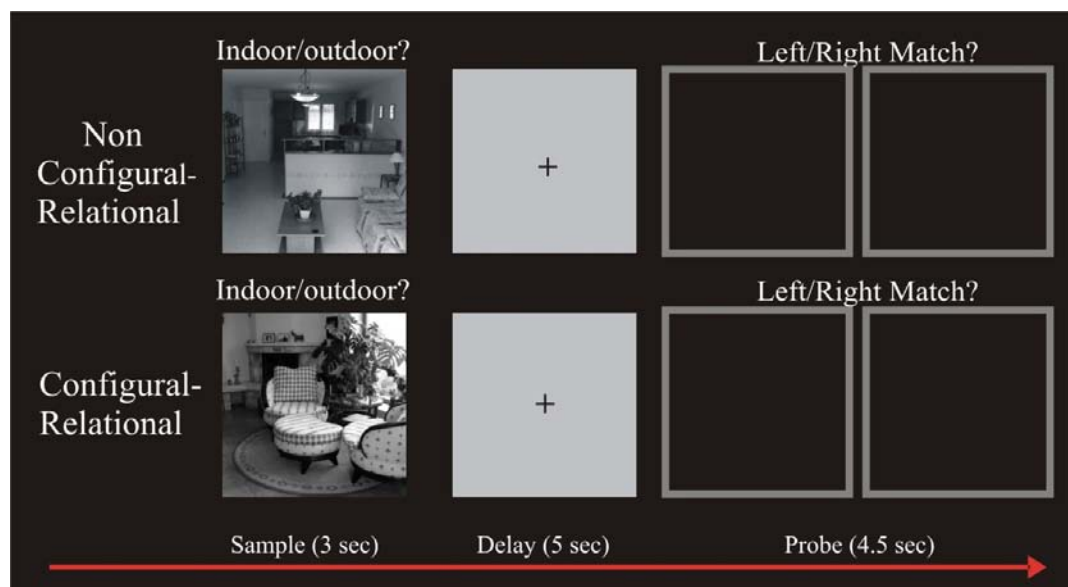 Indoor/outdoor?
Left/Right Match?
Non
Configural-
Relational
+
Indoor/outdoor?
Left/Right Match?
Configural-
Relational
+
Sample (3 sec)
Delay (5 sec)
Probe (4.5 sec)